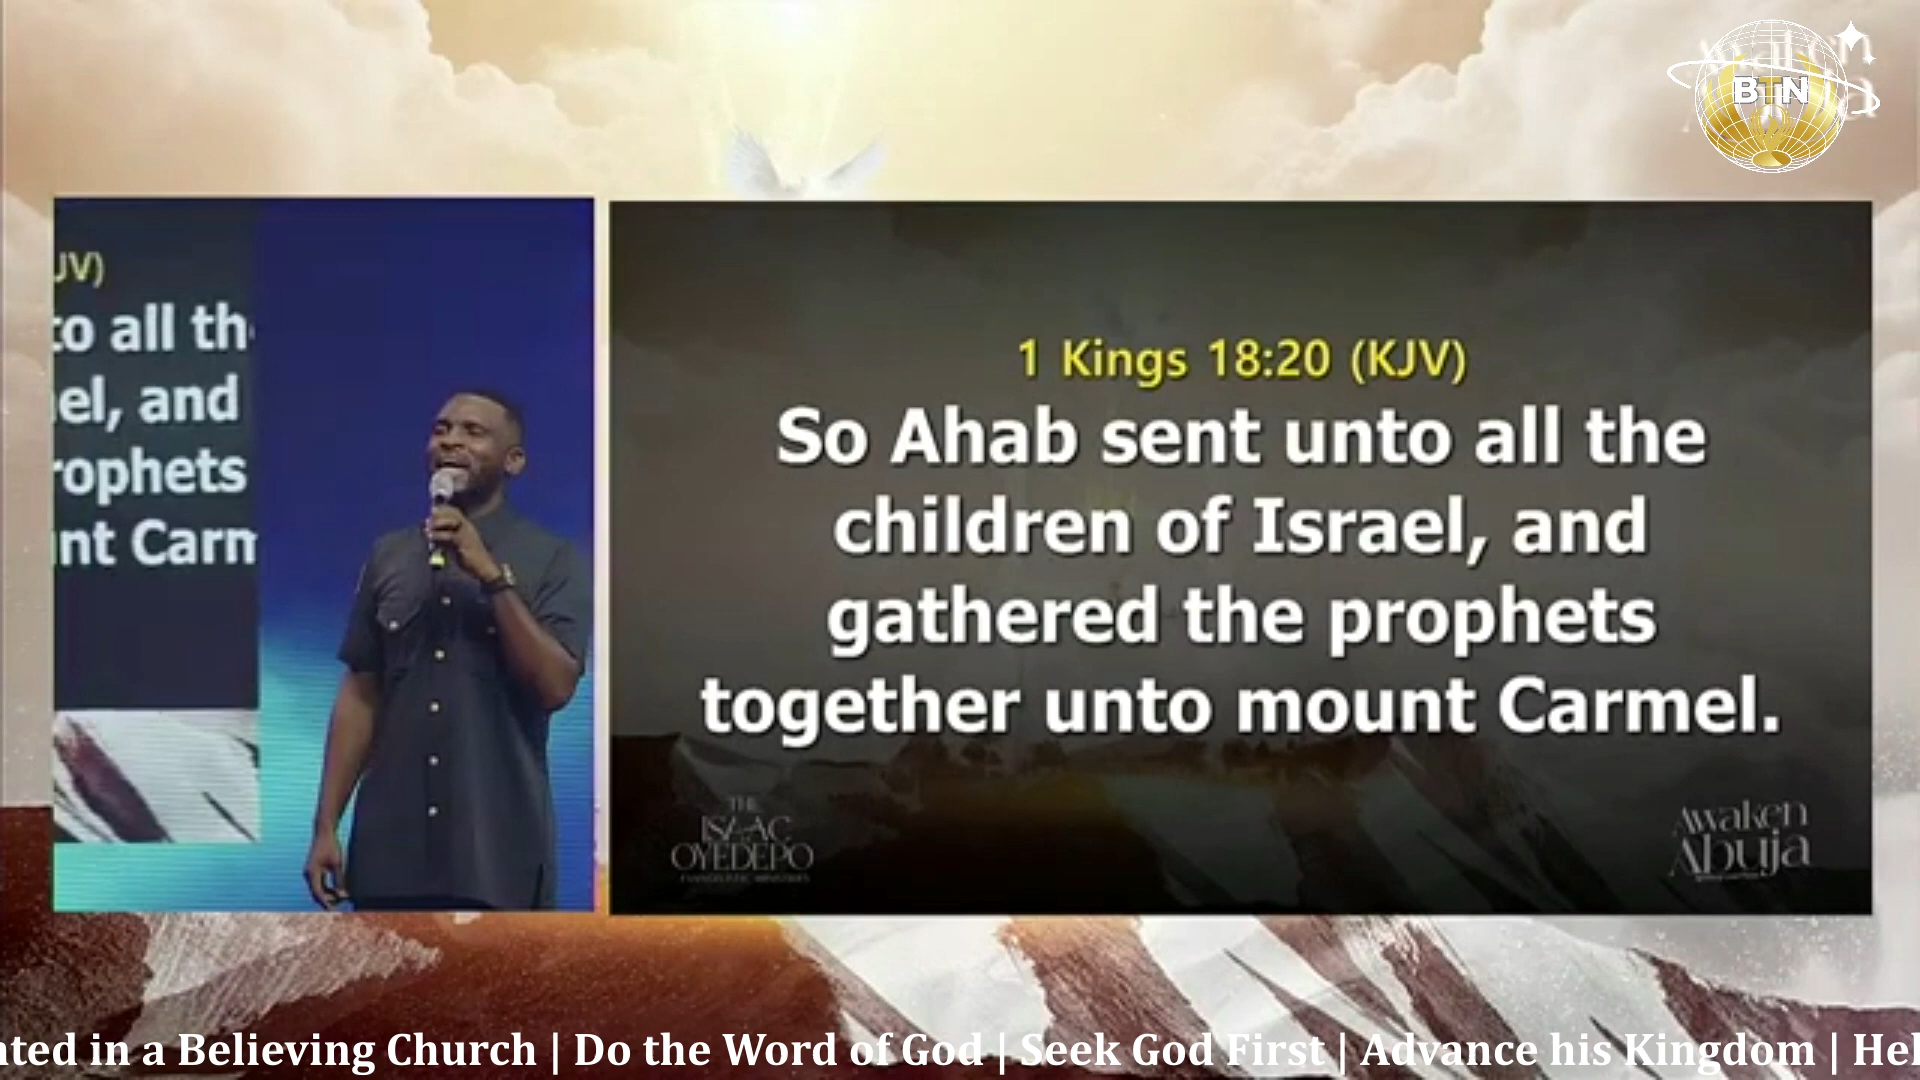 BTN
JV)
to all th
el, and
rophets
nt Carm
1 Kings 18:20 (KJV)
So Ahab sent unto all the
children of Israel, and
gathered the prophets
together unto mount Carmel.
THE
ISAAC
OYEDEPO
EVANGELISTIC MINISTRIES
Awaken
Abuja
nted in a Believing Church | Do the Word of God | Seek God First | Advance his Kingdom | Hel